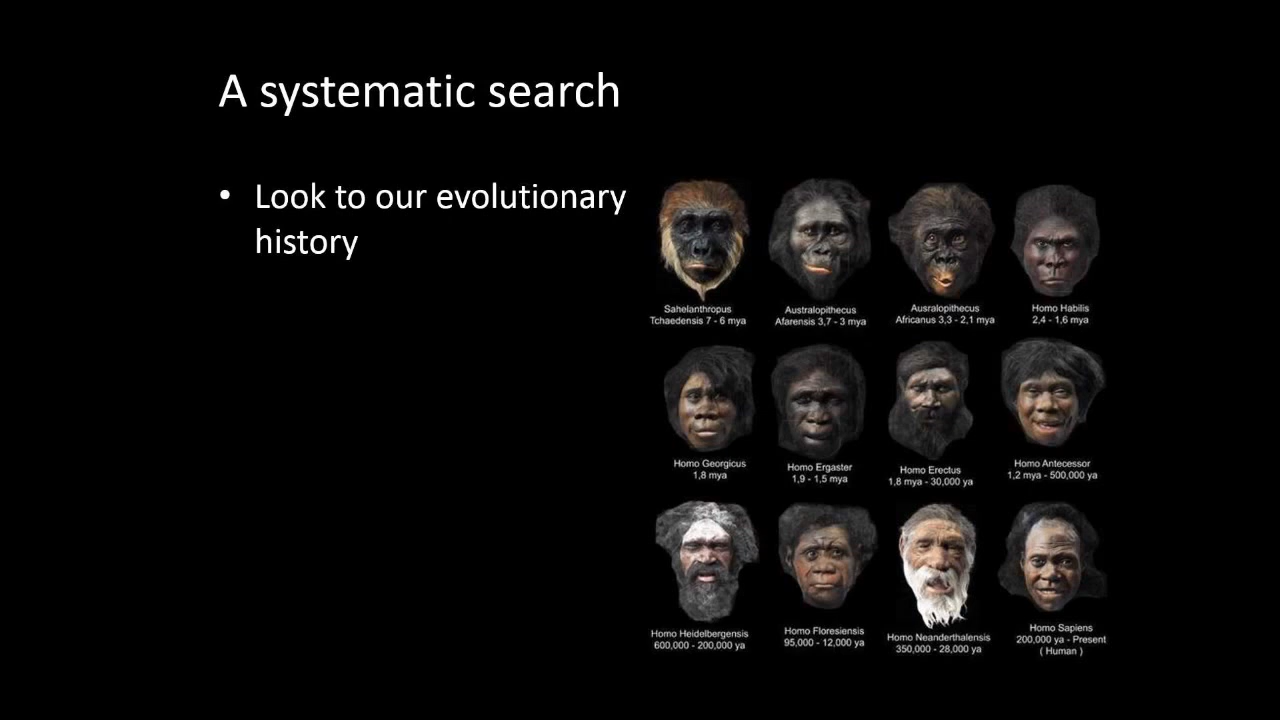 A systematic search
• Look to our evolutionary
history
Sahelanthropus
Tchaedensis 7 - 6 mya
Australopithecus
Afarensis 3,7 - 3 mya
Ausralopithecus
Africanus 3,3 - 2,1 mya
Homo Habilis
2,4 - 1,6 mya
Homo Georgicus
1,8 mya
Homo Ergaster
1,9 - 1,5 mya
Homo Erectus
1,8 mya - 30,000 ya
Homo Antecessor
1,2 mya - 500,000 ya
Homo Heidelbergensis
600,000 - 200,000 ya
Homo Floresiensis
95,000 - 12,000 ya
Homo Neanderthalensis
350,000 - 28,000 ya
Homo Sapiens
200,000 ya - Present
( Human )